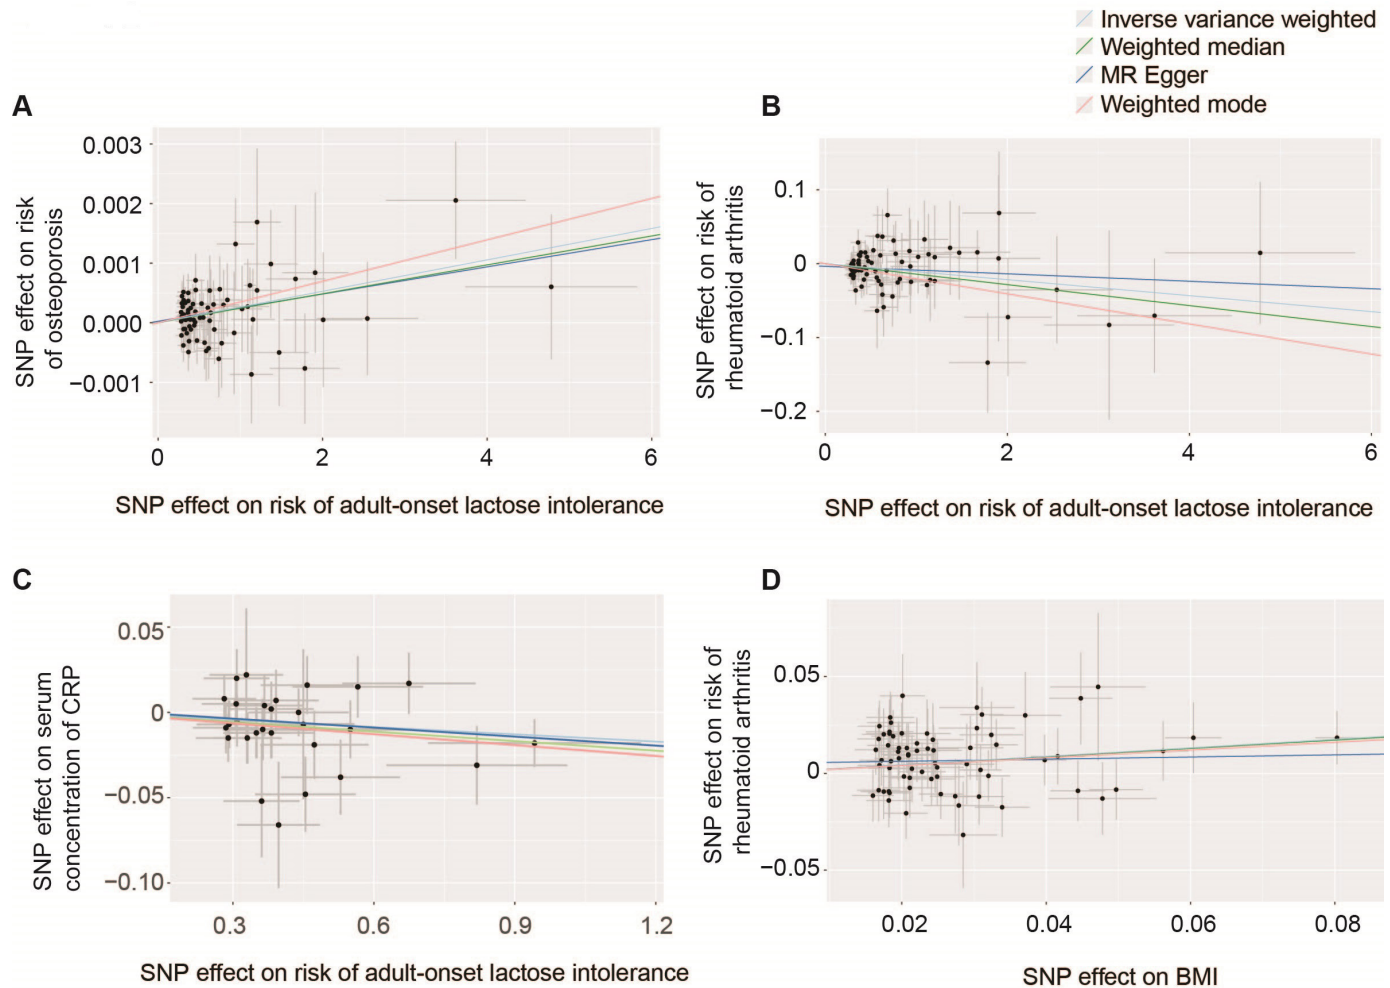 Inverse variance weighted
Weighted median
MR Egger
Weighted mode
A
0.003
0.002
0.001
0.000
−0.001
SNP effect on risk
of osteoporosis
0
2
4
6
SNP effect on risk of adult-onset lactose intolerance
B
0.1
0
−0.1
−0.2
SNP effect on risk of
rheumatoid arthritis
0
2
4
6
SNP effect on risk of adult-onset lactose intolerance
C
0.05
0
−0.05
−0.10
SNP effect on serum
concentration of CRP
0.3
0.6
0.9
1.2
SNP effect on risk of adult-onset lactose intolerance
D
0.05
0
−0.05
SNP effect on risk of
rheumatoid arthritis
0.02
0.04
0.06
0.08
SNP effect on BMI